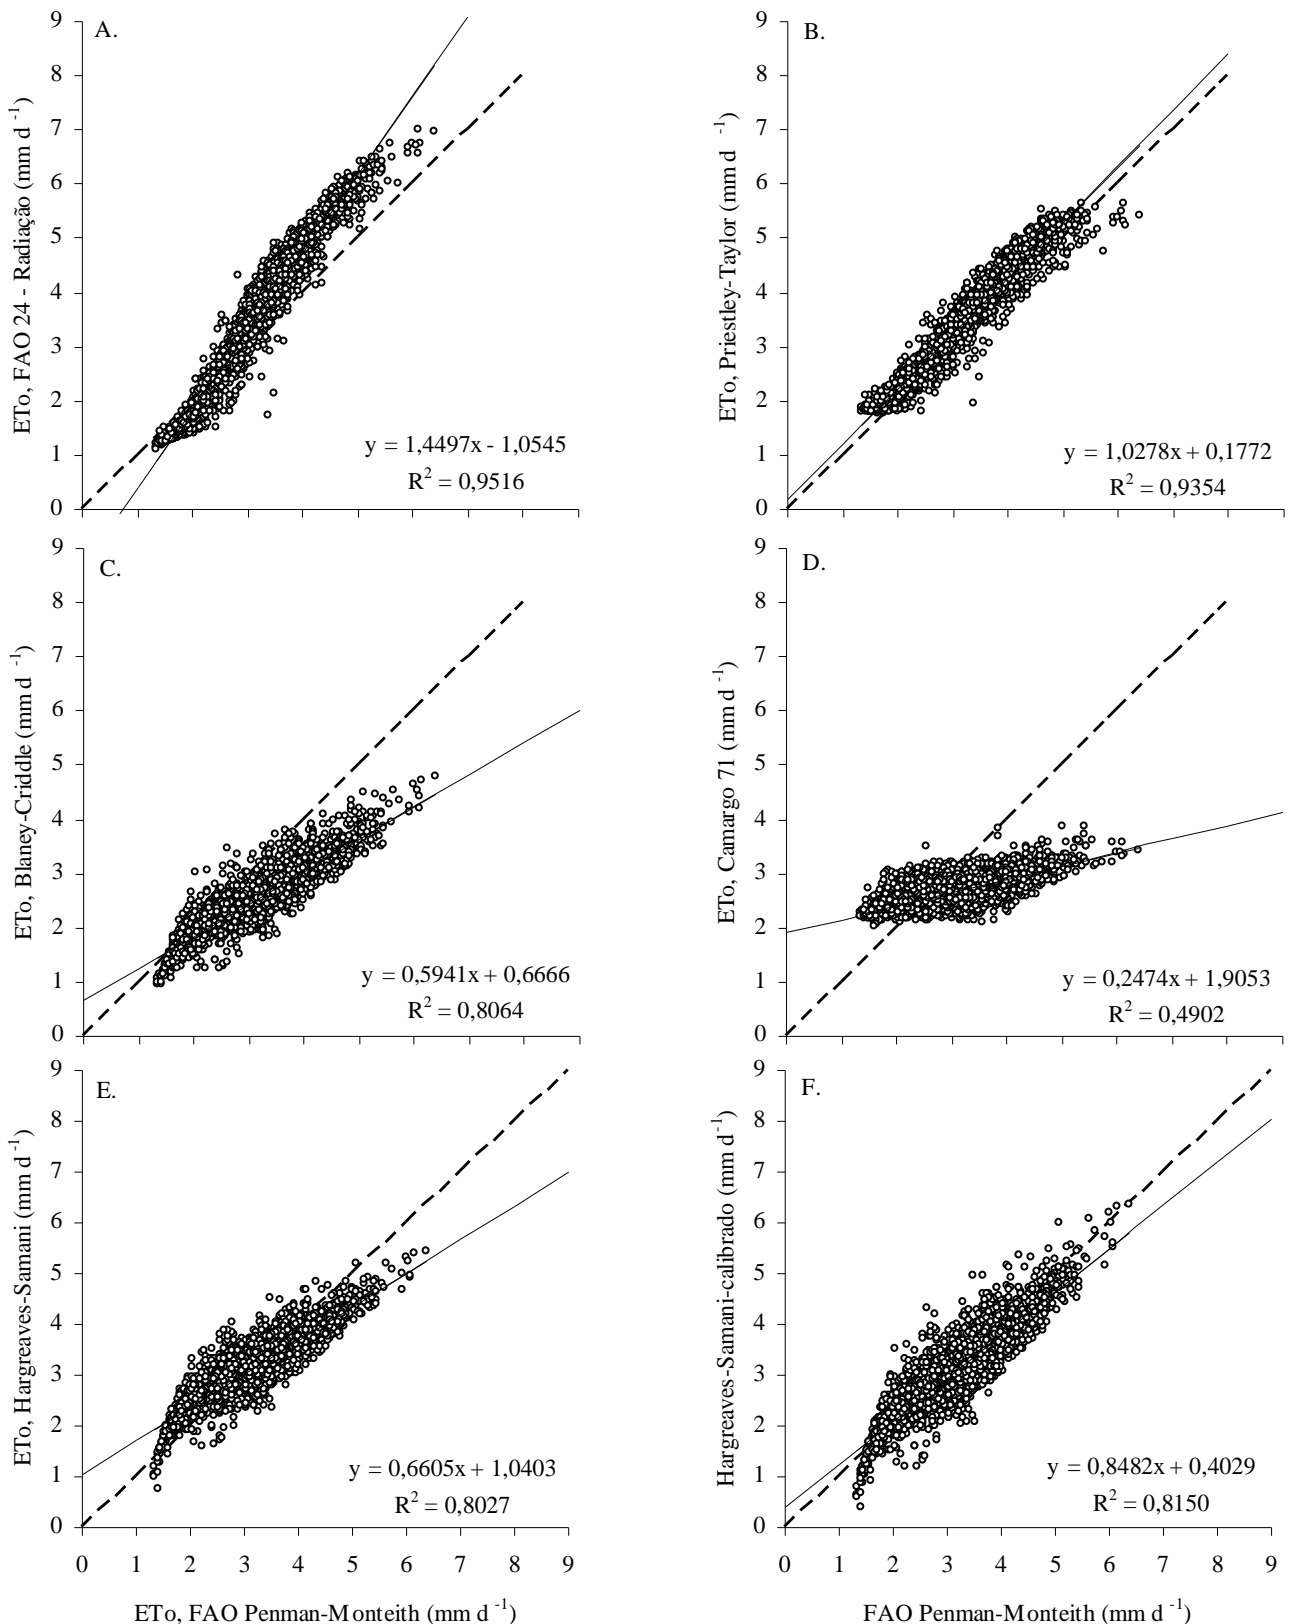 A.
9
8
7
6
5
4
3
2
1
0
ETo, FAO 24 - Radiação (mm d⁻¹)
y = 1,4497x - 1,0545
R² = 0,9516
B.
9
8
7
6
5
4
3
2
1
0
ETo, Priestley-Taylor (mm d⁻¹)
y = 1,0278x + 0,1772
R² = 0,9354
C.
9
8
7
6
5
4
3
2
1
0
ETo, Blaney-Criddle (mm d⁻¹)
y = 0,5941x + 0,6666
R² = 0,8064
D.
9
8
7
6
5
4
3
2
1
0
ETo, Camargo 71 (mm d⁻¹)
y = 0,2474x + 1,9053
R² = 0,4902
E.
9
8
7
6
5
4
3
2
1
0
ETo, Hargreaves-Samani (mm d⁻¹)
y = 0,6605x + 1,0403
R² = 0,8027
0 1 2 3 4 5 6 7 8 9
ETo, FAO Penman-Monteith (mm d⁻¹)
F.
9
8
7
6
5
4
3
2
1
0
Hargreaves-Samani-calibrado (mm d⁻¹)
y = 0,8482x + 0,4029
R² = 0,8150
0 1 2 3 4 5 6 7 8 9
FAO Penman-Monteith (mm d⁻¹)